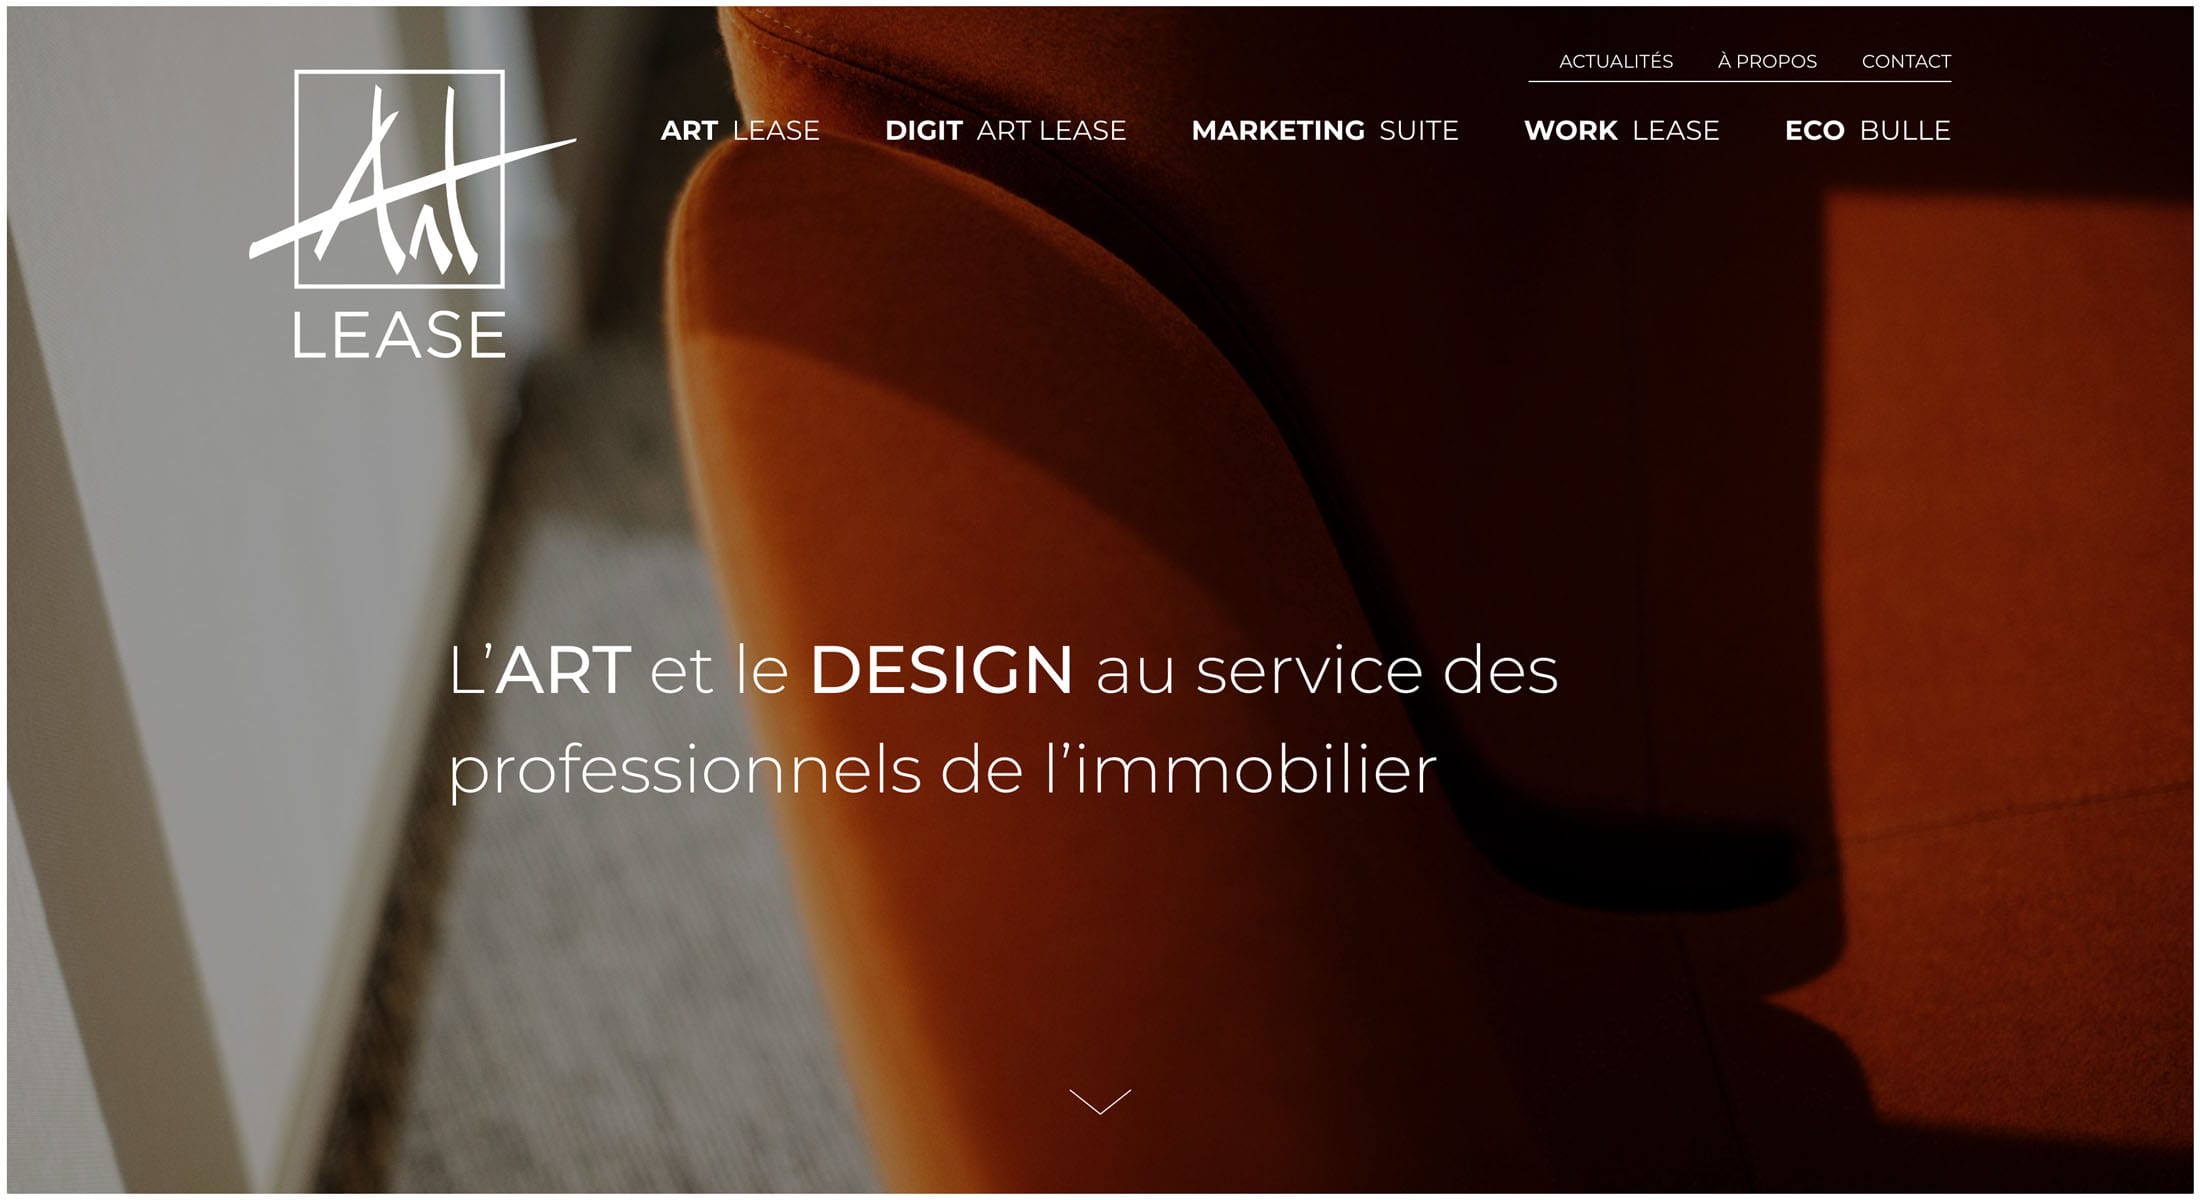 ACTUALITÉS À PROPOS CONTACT
ART LEASE DIGIT ART LEASE MARKETING SUITE WORK LEASE ECO BULLE
Art
LEASE
L’ART et le DESIGN au service des
professionnels de l’immobilier